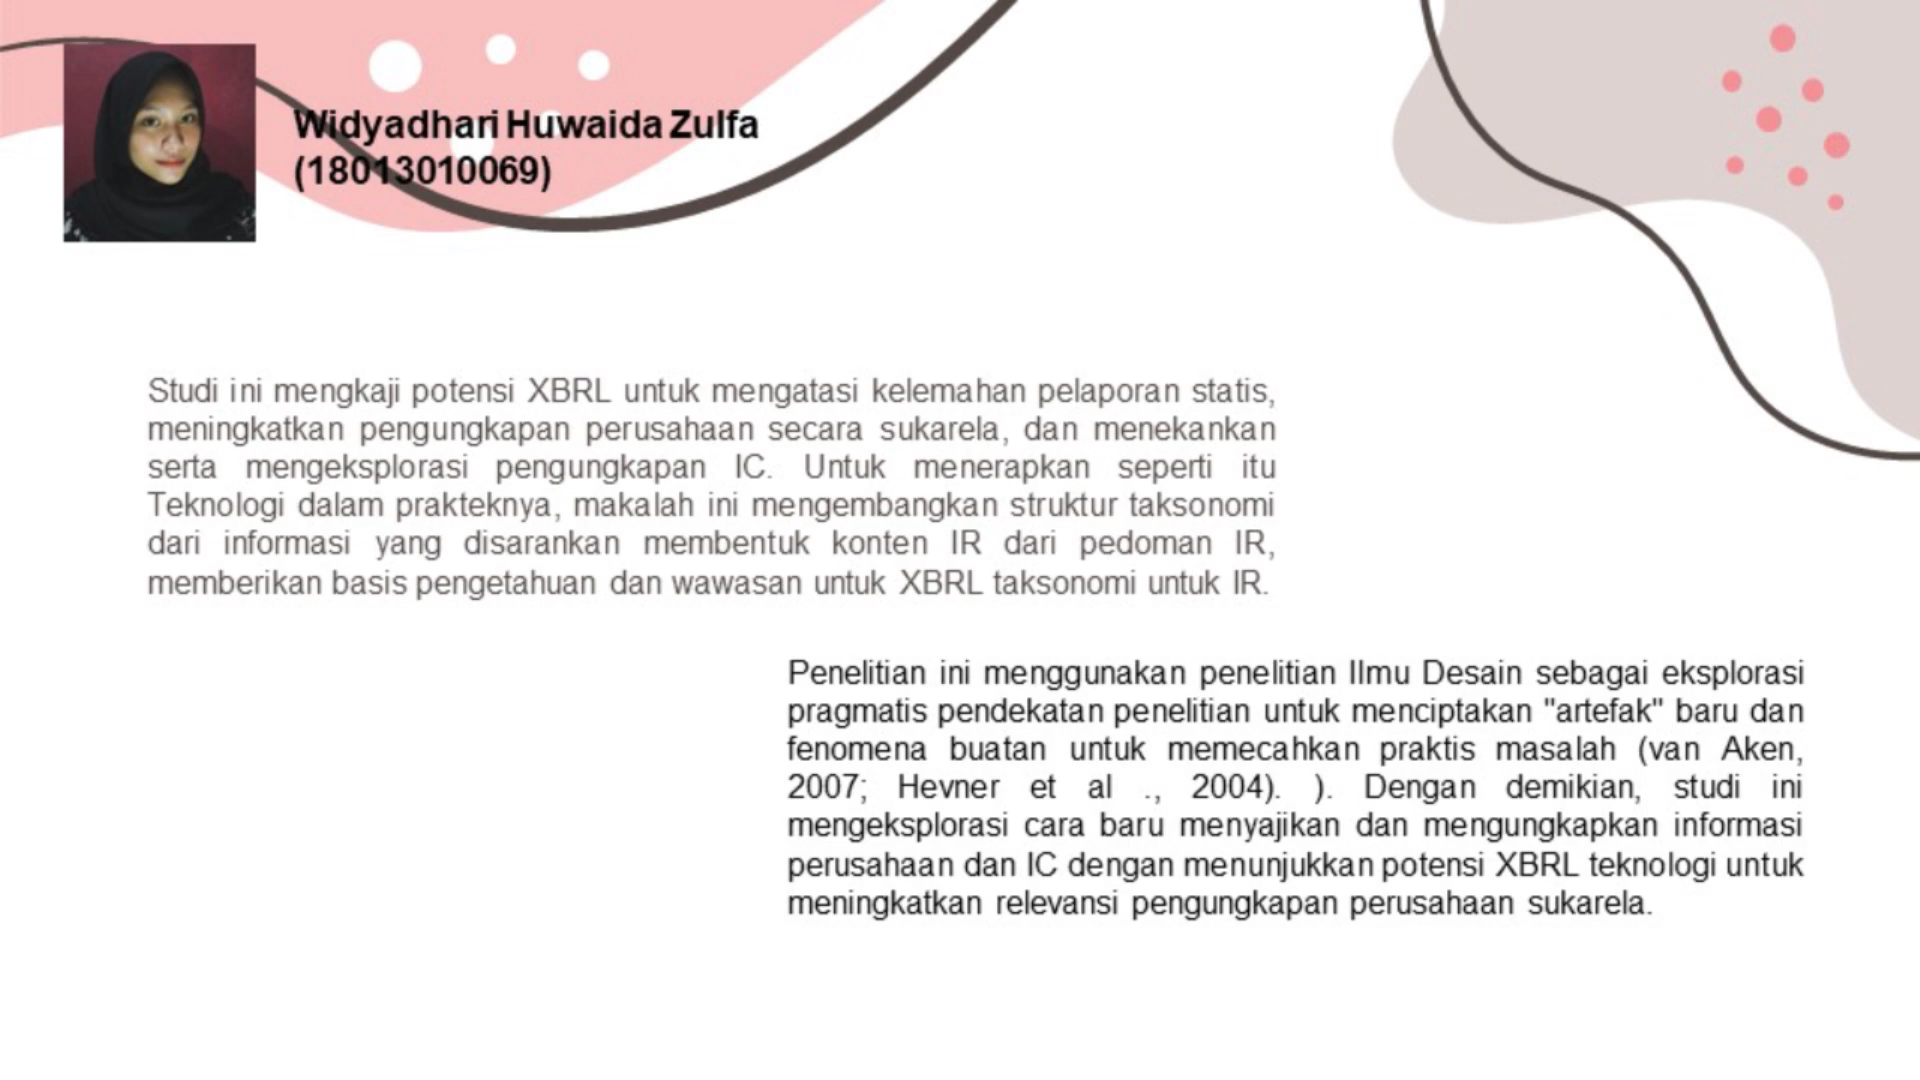 Widyadhari Huwaida Zulfa
(18013010069)
Studi ini mengkaji potensi XBRL untuk mengatasi kelemahan pelaporan statis,
meningkatkan pengungkapan perusahaan secara sukarela, dan menekankan
serta mengeksplorasi pengungkapan IC. Untuk menerapkan seperti itu
Teknologi dalam prakteknya, makalah ini mengembangkan struktur taksonomi
dari informasi yang disarankan membentuk konten IR dari pedoman IR,
memberikan basis pengetahuan dan wawasan untuk XBRL taksonomi untuk IR.
Penelitian ini menggunakan penelitian Ilmu Desain sebagai eksplorasi
pragmatis pendekatan penelitian untuk menciptakan "artefak" baru dan
fenomena buatan untuk memecahkan praktis masalah (van Aken,
2007; Hevner et al ., 2004). ). Dengan demikian, studi ini
mengeksplorasi cara baru menyajikan dan mengungkapkan informasi
perusahaan dan IC dengan menunjukkan potensi XBRL teknologi untuk
meningkatkan relevansi pengungkapan perusahaan sukarela.